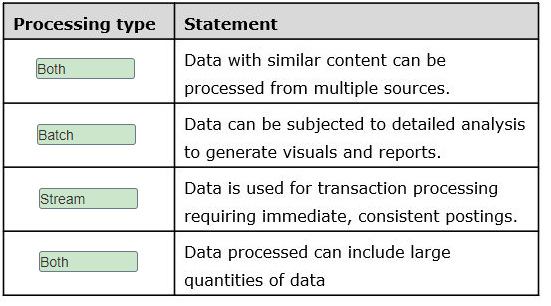 Processing type Statement
Both
Data with similar content can be
processed from multiple sources.
Batch
Data can be subjected to detailed analysis
to generate visuals and reports.
Stream
Data is used for transaction processing
requiring immediate, consistent postings.
Both
Data processed can include large
quantities of data